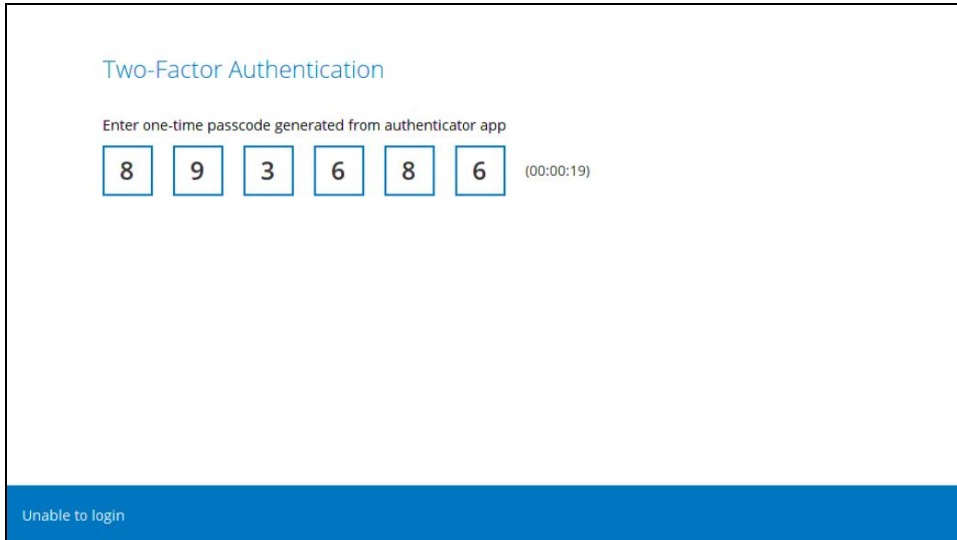 Two-Factor Authentication
Enter one-time passcode generated from authenticator app
8 9 3 6 8 6 (00:00:19)
Unable to login